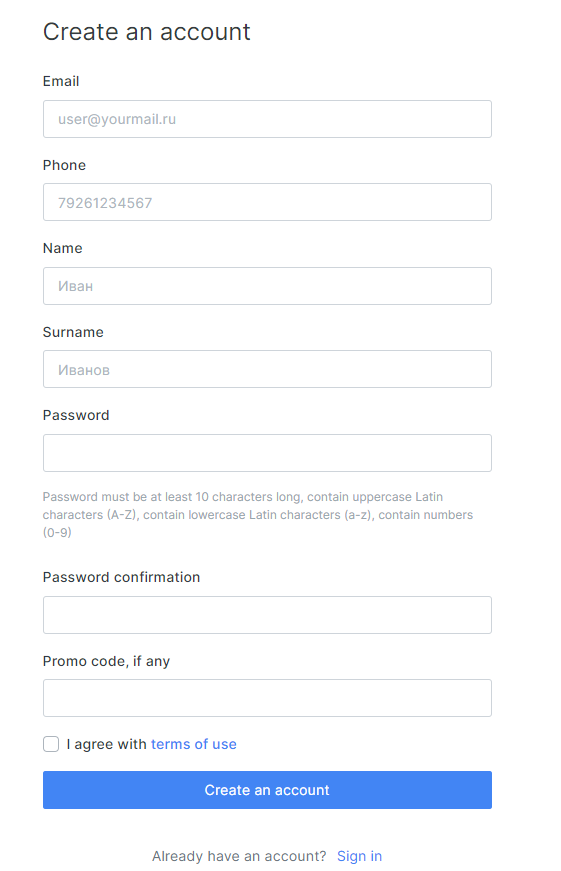 Create an account
Email
user@yourmail.ru
Phone
79261234567
Name
Иван
Surname
Иванов
Password
Password must be at least 10 characters long, contain uppercase Latin
characters (A-Z), contain lowercase Latin characters (a-z), contain numbers
(0-9)
Password confirmation
Promo code, if any
I agree with terms of use
Create an account
Already have an account? Sign in